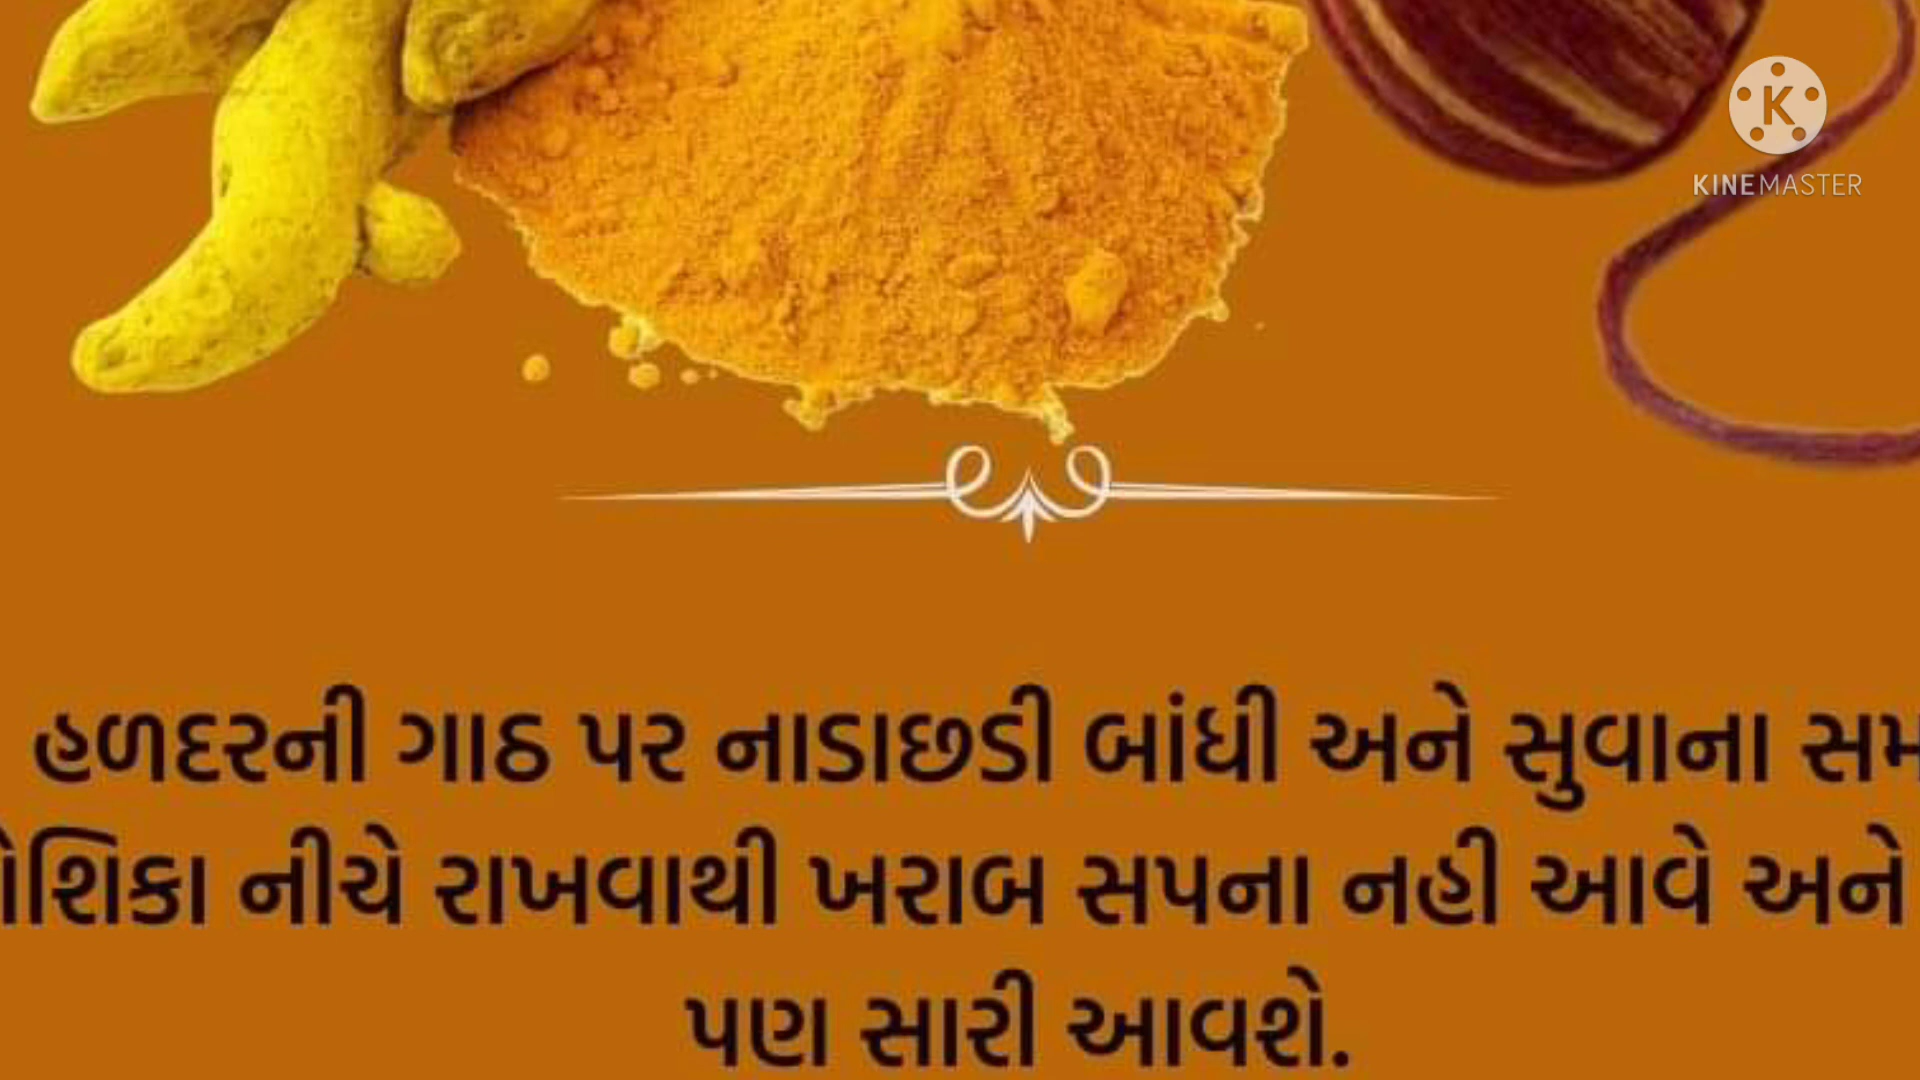 KINEMASTER
હળદરની ગાઠ પર નાડાછડી બાંધી અને સુવાના
નીચે રાખવાથી ખરાબ સપના નહી આવે અને
પણ સારી આવશે.